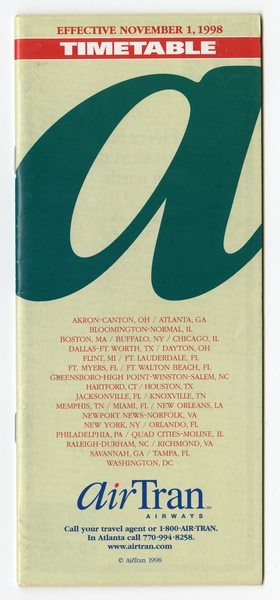 EFFECTIVE NOVEMBER 1, 1998
TIMETABLE
a
AKRON-CANTON, OH / ATLANTA, GA
BLOOMINGTON-NORMAL, IL
BOSTON, MA / BUFFALO, NY / CHICAGO, IL
DALLAS-FT. WORTH, TX / DAYTON, OH
FLINT, MI / FT. LAUDERDALE, FL
FT. MYERS, FL / FT. WALTON BEACH, FL
GREENSBORO-HIGH POINT-WINSTON-SALEM, NC
HARTFORD, CT / HOUSTON, TX
JACKSONVILLE, FL / KNOXVILLE, TN
MEMPHIS, TN / MIAMI, FL / NEW ORLEANS, LA
NEWPORT NEWS-NORFOLK, VA
NEW YORK, NY / ORLANDO, FL
PHILADELPHIA, PA / QUAD CITIES-MOLINE, IL
RALEIGH-DURHAM, NC / RICHMOND, VA
SAVANNAH, GA / TAMPA, FL
WASHINGTON, DC
airTran
AIRWAYS
Call your travel agent or 1-800-AIR-TRAN.
In Atlanta call 770-994-8258.
www.airtran.com
© AirTran 1998